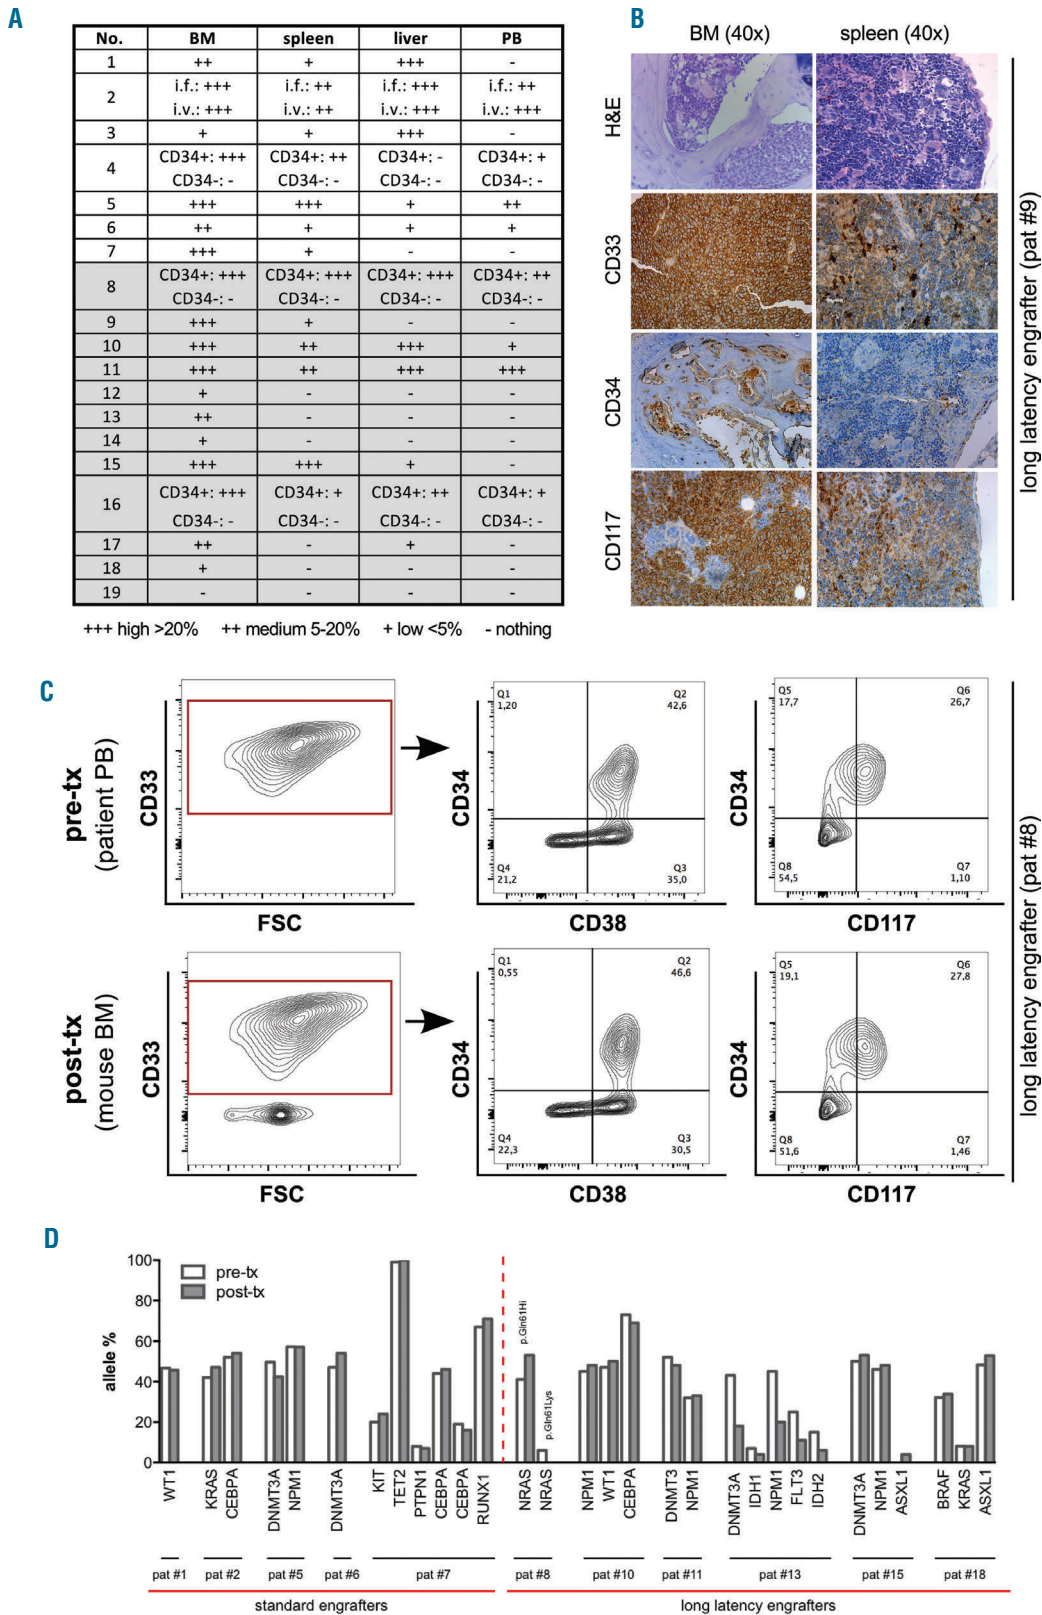 A
No. BM spleen liver PB
1 ++ + +++ -
2 i.f.: +++ i.f.: ++ i.f.: +++ i.f.: ++
i.v.: +++ i.v.: ++ i.v.: +++ i.v.: +++
3 + + +++ -
4 CD34+: +++ CD34+: ++ CD34+: - CD34+: +
CD34-: - CD34-: - CD34-: - CD34-: -
5 +++ +++ + ++
6 ++ + + +
7 +++ + - -
8 CD34+: +++ CD34+: +++ CD34+: +++ CD34+: ++
CD34-: - CD34-: - CD34-: - CD34-: -
9 +++ + - -
10 +++ ++ +++ +
11 +++ ++ +++ +++
12 + - - -
13 ++ - - -
14 + - - -
15 +++ +++ + -
16 CD34+: +++ CD34+: + CD34+: ++ CD34+: +
CD34-: - CD34-: - CD34-: - CD34-: -
17 ++ - + -
18 + - - -
19 - - - -
+++ high >20% ++ medium 5-20% + low <5% - nothing
B
BM (40x) spleen (40x)
H&E
CD33
CD34
CD117
long latency engrafter (pat #9)
C
pre-tx
(patient PB)
CD33
FSC
CD34
Q1
1,20
Q2
42,6
Q4
21,2
Q3
35,0
CD38
CD34
Q5
17,7
Q6
26,7
Q8
54,5
Q7
1,10
CD117
post-tx
(mouse BM)
CD33
FSC
CD34
Q1
0,55
Q2
46,6
Q4
22,3
Q3
30,5
CD38
CD34
Q5
19,1
Q6
27,8
Q8
51,6
Q7
1,46
CD117
long latency engrafter (pat #8)
D
allele %
100
80
60
40
20
0
pre-tx
post-tx
p.Gln61Hi
p.Gln61Lys
WT1
KRAS
CEBPA
DNMT3A
NPM1
DNMT3A
KIT
TET2
PTPN1
CEBPA
CEBPA
RUNX1
NRAS
NRAS
NPM1
WT1
CEBPA
DNMT3
NPM1
DNMT3A
IDH1
NPM1
FLT3
IDH2
DNMT3A
NPM1
ASXL1
BRAF
KRAS
ASXL1
pat #1 pat #2 pat #5 pat #6 pat #7 pat #8 pat #10 pat #11 pat #13 pat #15 pat #18
standard engrafters long latency engrafters